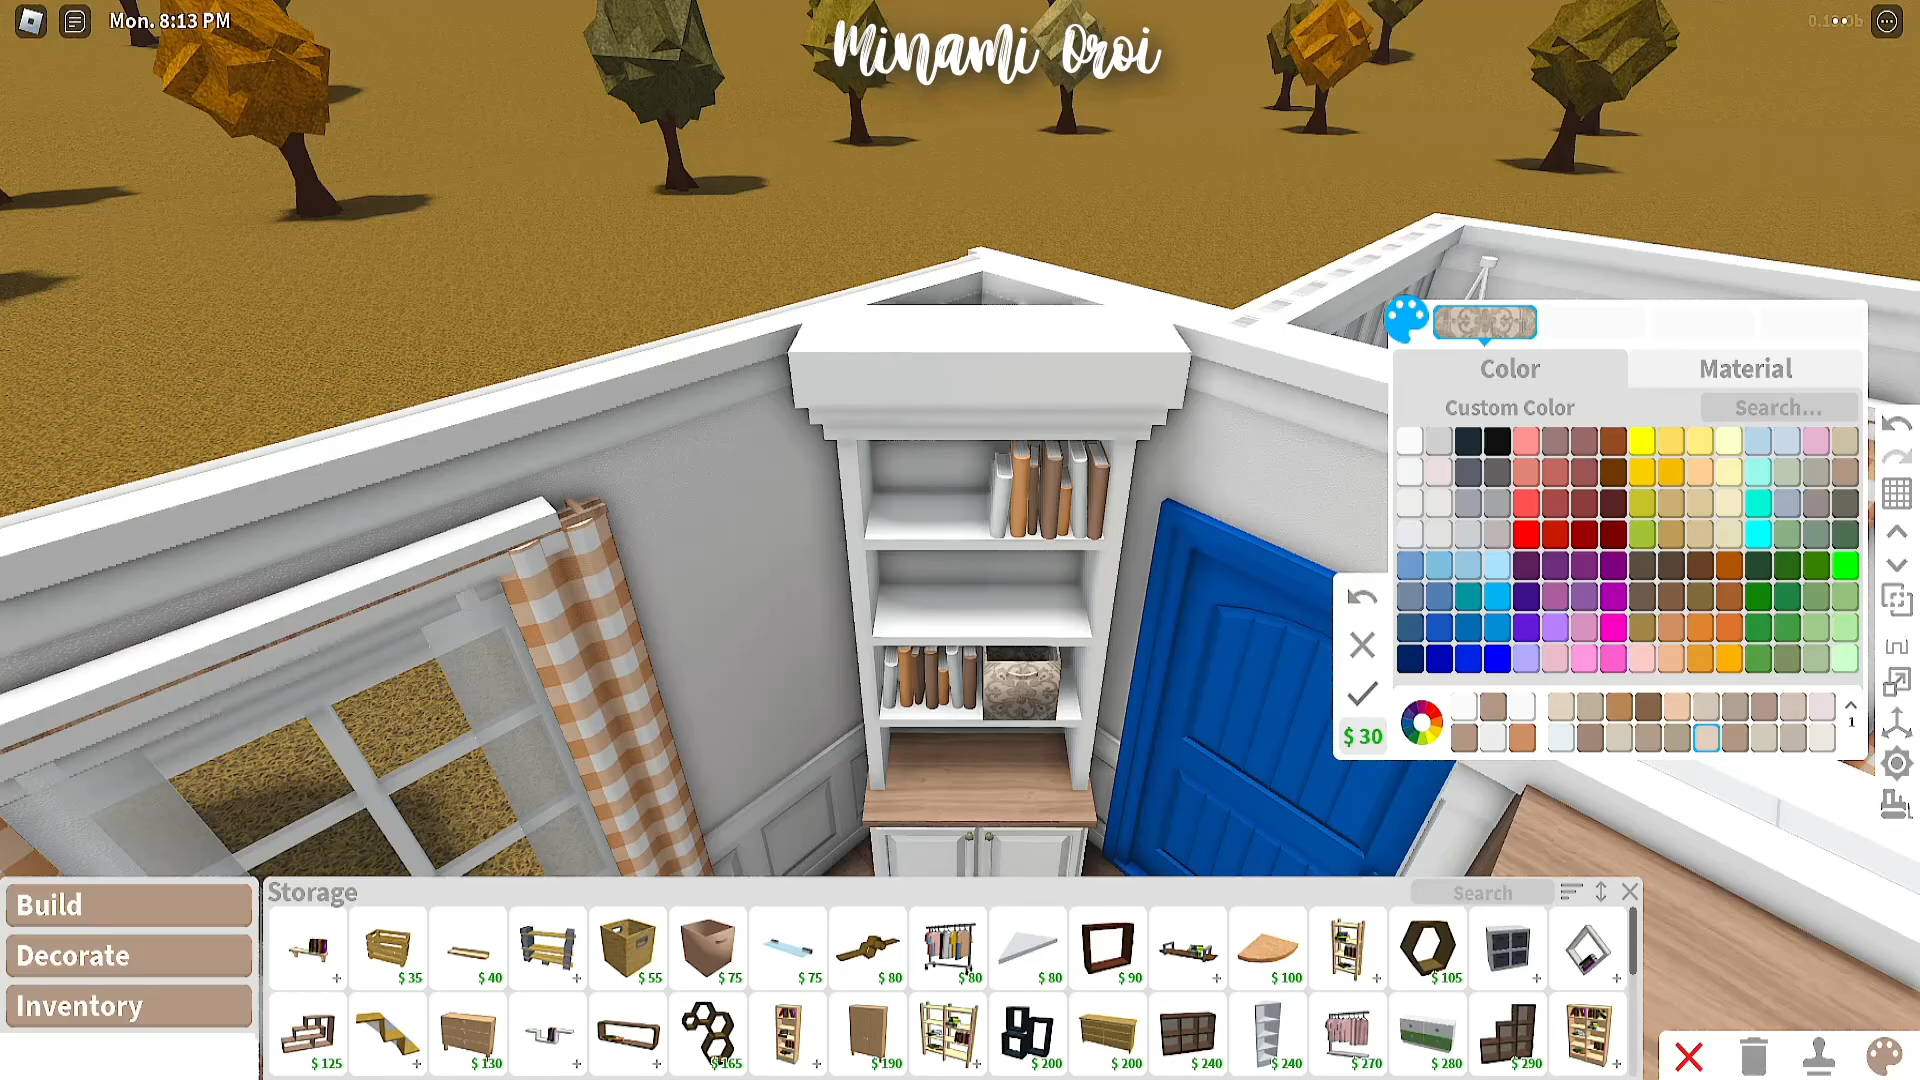 Mon. 8:13 PM
Minami Oroi
Color
Material
Custom Color
Search...
$ 30
1
Build
Decorate
Inventory
Storage
Search
$ 35
$ 40
$ 55
$ 75
$ 75
$ 80
$ 80
$ 80
$ 90
$ 100
$ 105
$ 125
$ 130
$ 165
$ 190
$ 200
$ 200
$ 240
$ 240
$ 270
$ 280
$ 290